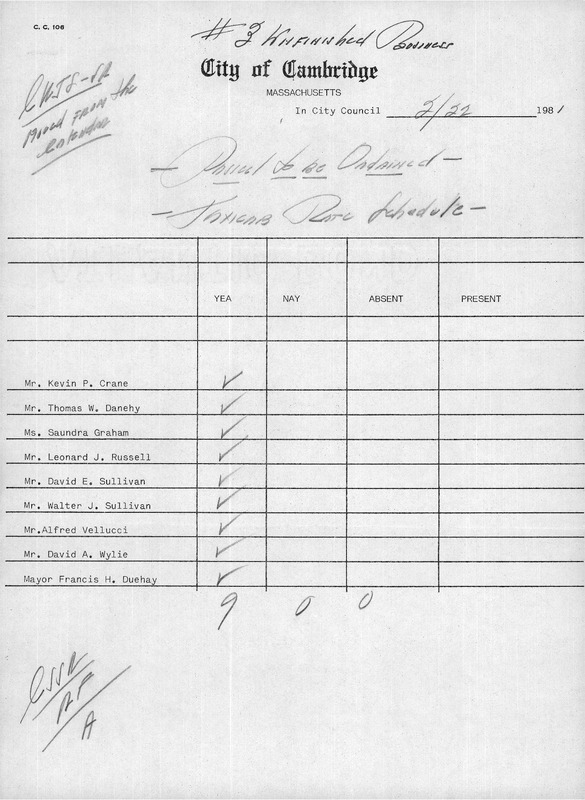 C. C. 106
#3 Unfinished Business
City of Cambridge
MASSACHUSETTS
In City Council 2/22 1981
Moved from the
Calendar
- Passed to be Ordained -
- Taxicab Rate Schedule -
YEA NAY ABSENT PRESENT
Mr. Kevin P. Crane ✓
Mr. Thomas W. Danehy ✓
Ms. Saundra Graham ✓
Mr. Leonard J. Russell ✓
Mr. David E. Sullivan ✓
Mr. Walter J. Sullivan ✓
Mr.Alfred Vellucci ✓
Mr. David A. Wylie ✓
Mayor Francis H. Duehay ✓
9 0 0
A